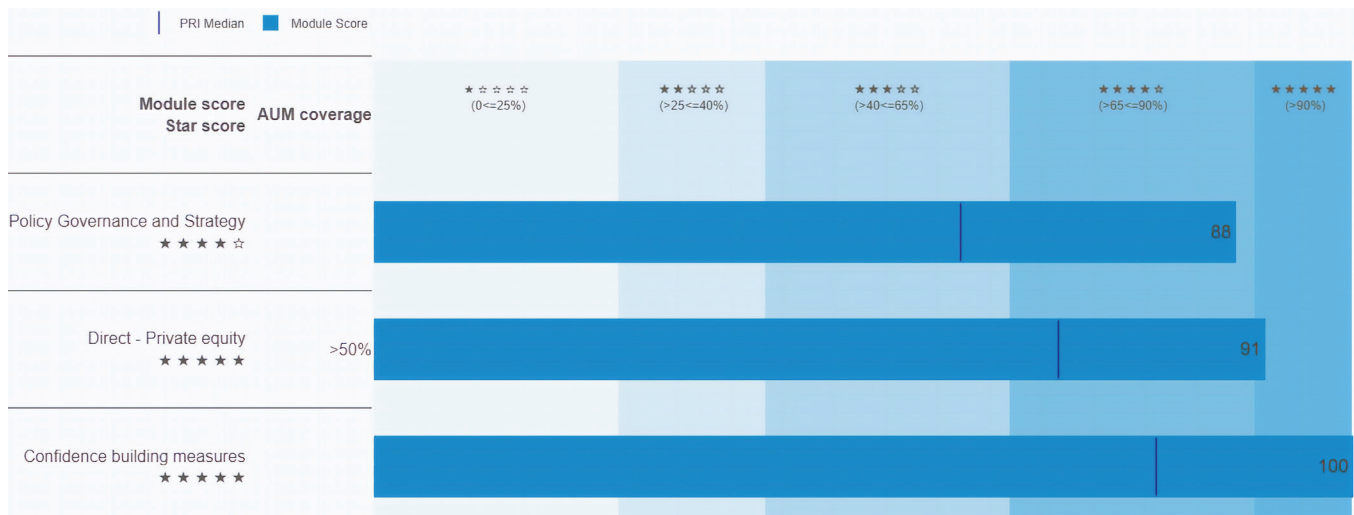 PRI Median Module Score
★ ☆ ☆ ☆ ☆ ★ ★ ☆ ☆ ☆ ★ ★ ★ ☆ ☆ ★ ★ ★ ★ ☆ ★ ★ ★ ★ ★
(0<=25%) (>25<=40%) (>40<=65%) (>65<=90%) (>90%)
Module score
Star score AUM coverage
Policy Governance and Strategy
★ ★ ★ ★ ☆
88
Direct - Private equity
★ ★ ★ ★ ★
>50%
91
Confidence building measures
★ ★ ★ ★ ★
100